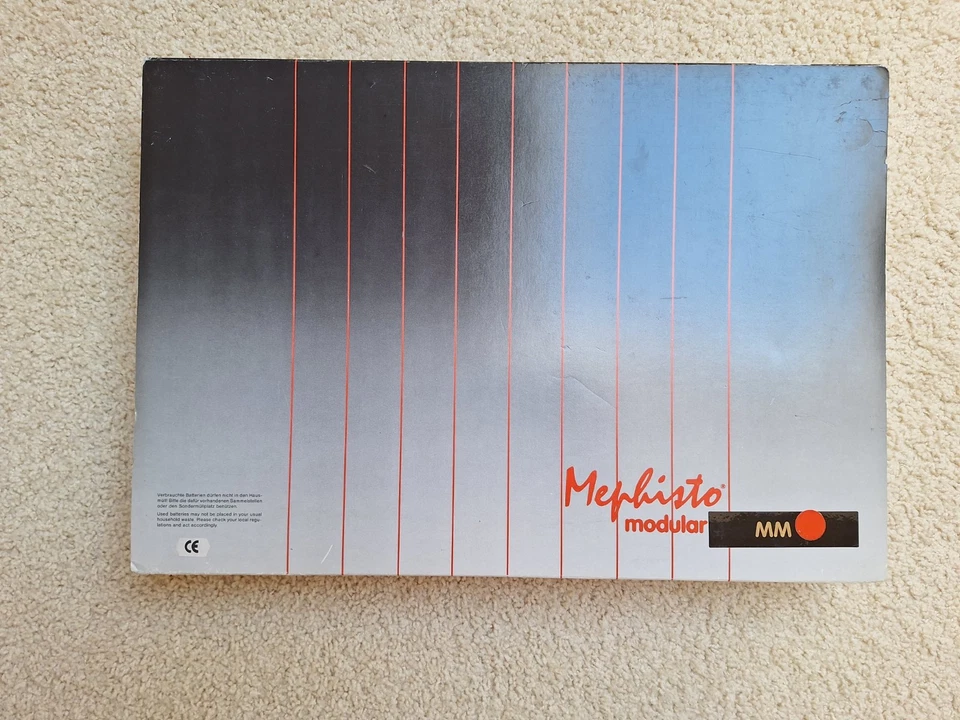 Verbrauchte Batterien dürfen nicht in den Haus-
müll! Bitte die dafür vorhandenen Sammelstellen
oder den Sondermüllplatz benützen.
Used batteries may not be placed in your usual
household waste. Please check your local regu-
lations and act accordingly.
CE
Mephisto®
modular
MM